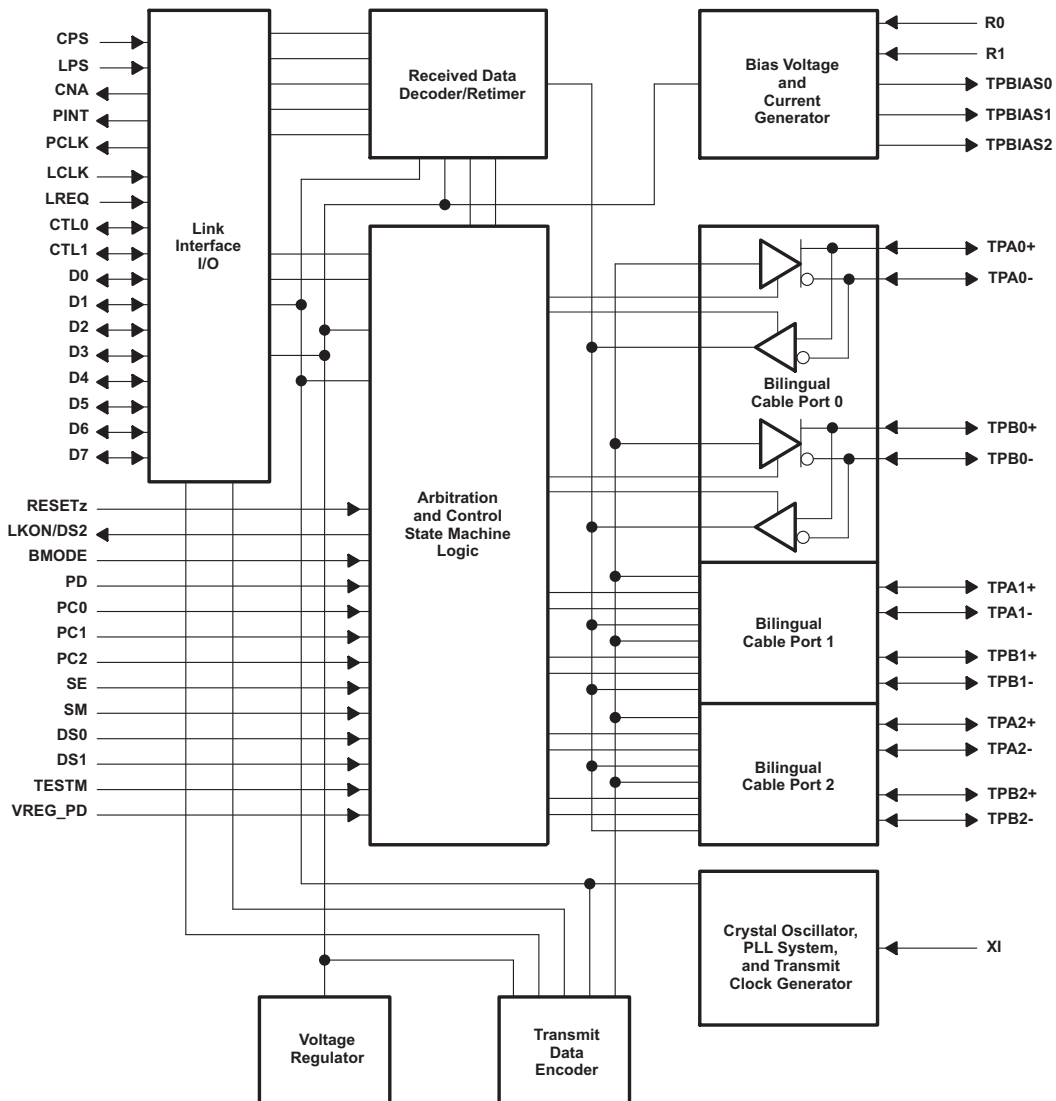 CPS
LPS
CNA
PINT
PCLK
LCLK
LREQ
CTL0
CTL1
D0
D1
D2
D3
D4
D5
D6
D7
RESETz
LKON/DS2
BMODE
PD
PC0
PC1
PC2
SE
SM
DS0
DS1
TESTM
VREG_PD
Link
Interface
I/O
Received Data
Decoder/Retimer
Arbitration
and Control
State Machine
Logic
Voltage
Regulator
Transmit
Data
Encoder
Bias Voltage
and
Current
Generator
Bilingual
Cable Port 0
Bilingual
Cable Port 1
Bilingual
Cable Port 2
Crystal Oscillator,
PLL System,
and Transmit
Clock Generator
R0
R1
TPBIAS0
TPBIAS1
TPBIAS2
TPA0+
TPA0-
TPB0+
TPB0-
TPA1+
TPA1-
TPB1+
TPB1-
TPA2+
TPA2-
TPB2+
TPB2-
XI